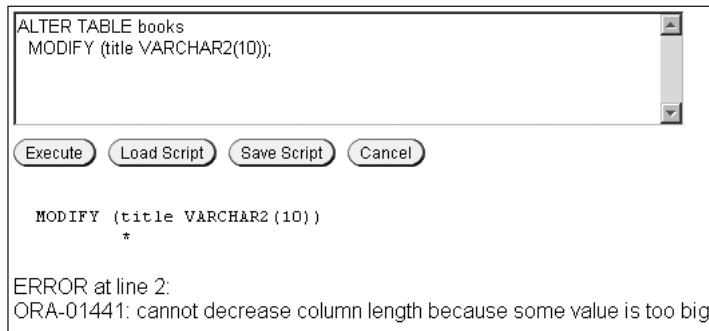 ALTER TABLE books
MODIFY (title VARCHAR2(10));
Execute Load Script Save Script Cancel
MODIFY (title VARCHAR2(10))
*
ERROR at line 2:
ORA-01441: cannot decrease column length because some value is too big